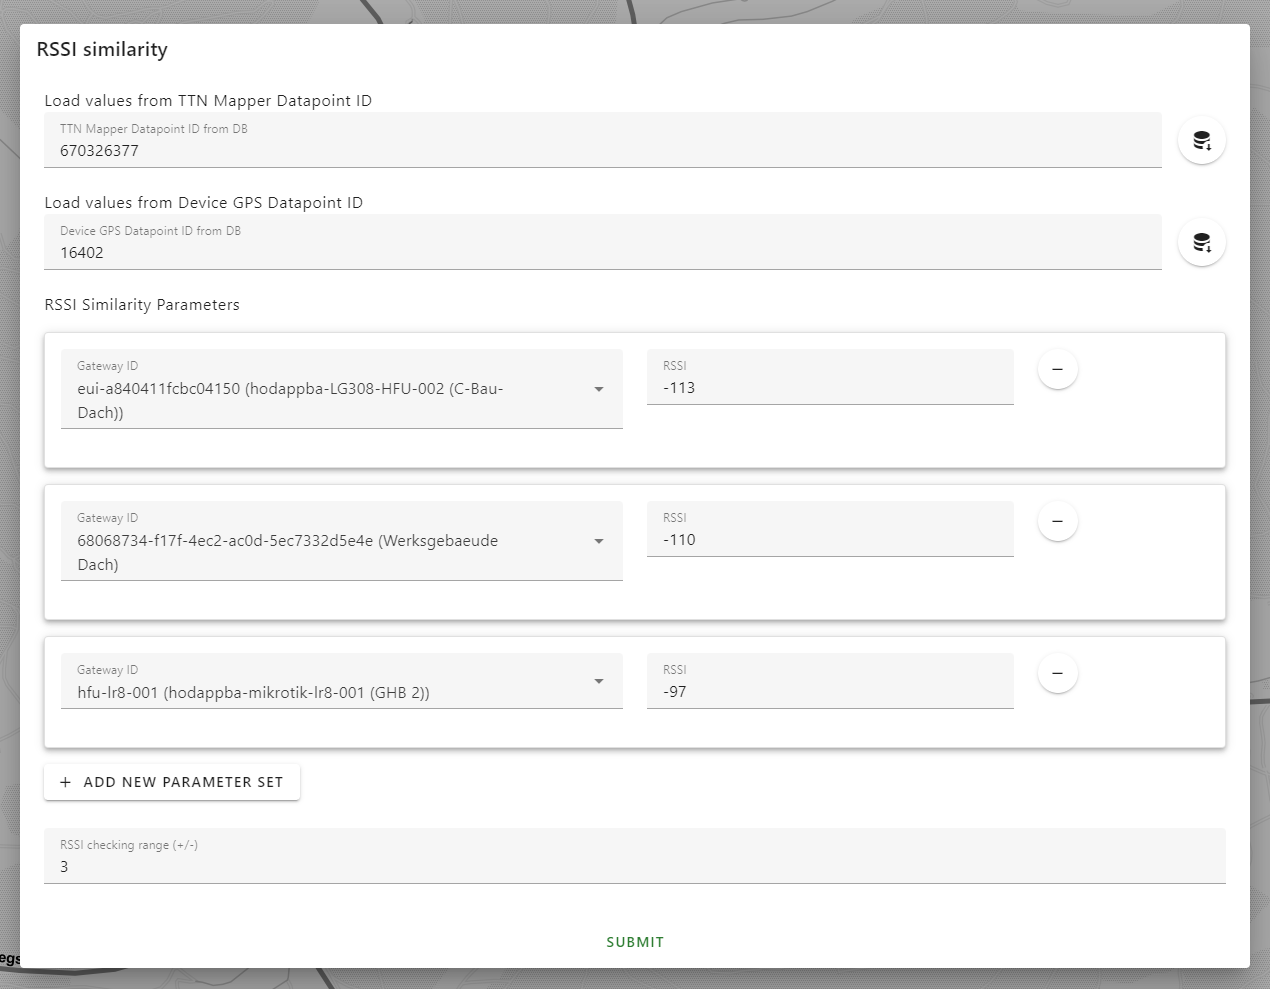 RSSI similarity
Load values from TTN Mapper Datapoint ID
TTN Mapper Datapoint ID from DB
670326377
Load values from Device GPS Datapoint ID
Device GPS Datapoint ID from DB
16402
RSSI Similarity Parameters
Gateway ID
eui-a840411fcbc04150 (hodappba-LG308-HFU-002 (C-Bau-
Dach))
RSSI
-113
Gateway ID
68068734-f17f-4ec2-ac0d-5ec7332d5e4e (Werksgebaeude
Dach)
RSSI
-110
Gateway ID
hfu-lr8-001 (hodappba-mikrotik-lr8-001 (GHB 2))
RSSI
-97
+ ADD NEW PARAMETER SET
RSSI checking range (+/-)
3
SUBMIT